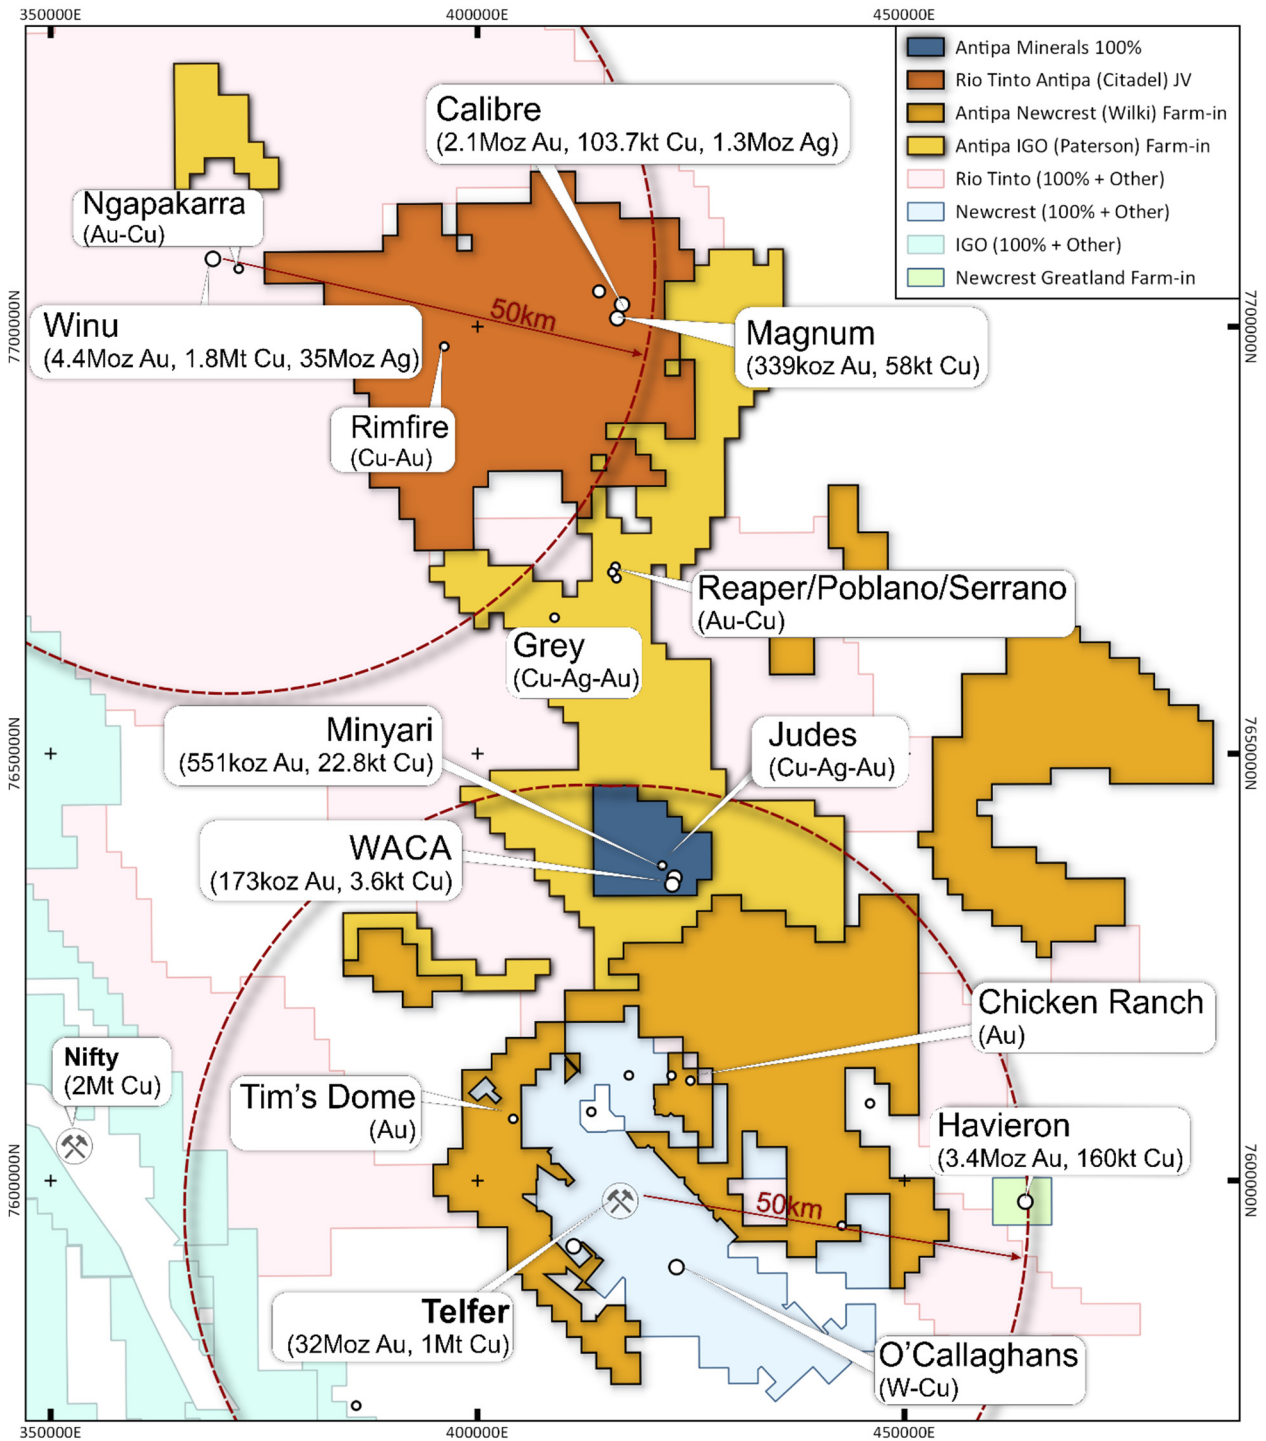 350000E
400000E
450000E
Antipa Minerals 100%
Rio Tinto Antipa (Citadel) JV
Antipa Newcrest (Wilki) Farm-in
Antipa IGO (Paterson) Farm-in
Rio Tinto (100% + Other)
Newcrest (100% + Other)
IGO (100% + Other)
Newcrest Greatland Farm-in
Calibre
(2.1Moz Au, 103.7kt Cu, 1.3Moz Ag)
Ngapakarra
(Au-Cu)
7700000N
50km
7700000N
Winu
(4.4Moz Au, 1.8Mt Cu, 35Moz Ag)
Magnum
(339koz Au, 58kt Cu)
Rimfire
(Cu-Au)
Reaper/Poblano/Serrano
(Au-Cu)
Grey
(Cu-Ag-Au)
Minyari
(551koz Au, 22.8kt Cu)
Judes
(Cu-Ag-Au)
7650000N
7650000N
WACA
(173koz Au, 3.6kt Cu)
Chicken Ranch
(Au)
Nifty
(2Mt Cu)
Tim's Dome
(Au)
Havieron
(3.4Moz Au, 160kt Cu)
7600000N
50km
7600000N
Telfer
(32Moz Au, 1Mt Cu)
O'Callaghans
(W-Cu)
350000E
400000E
450000E